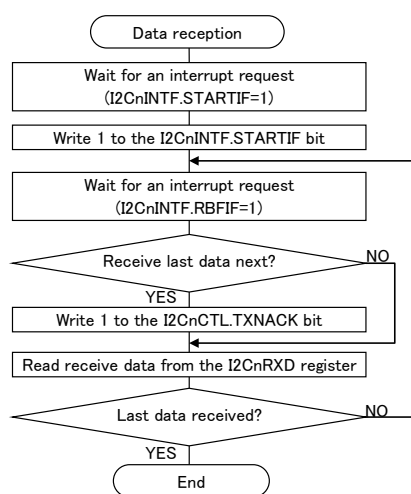 Data reception
Wait for an interrupt request
(I2CnINTF.STARTIF=1)
Write 1 to the I2CnINTF.STARTIF bit
Wait for an interrupt request
(I2CnINTF.RBFIF=1)
Receive last data next?
NO
YES
Write 1 to the I2CnCTL.TXNACK bit
Read receive data from the I2CnRXD register
Last data received?
NO
YES
End